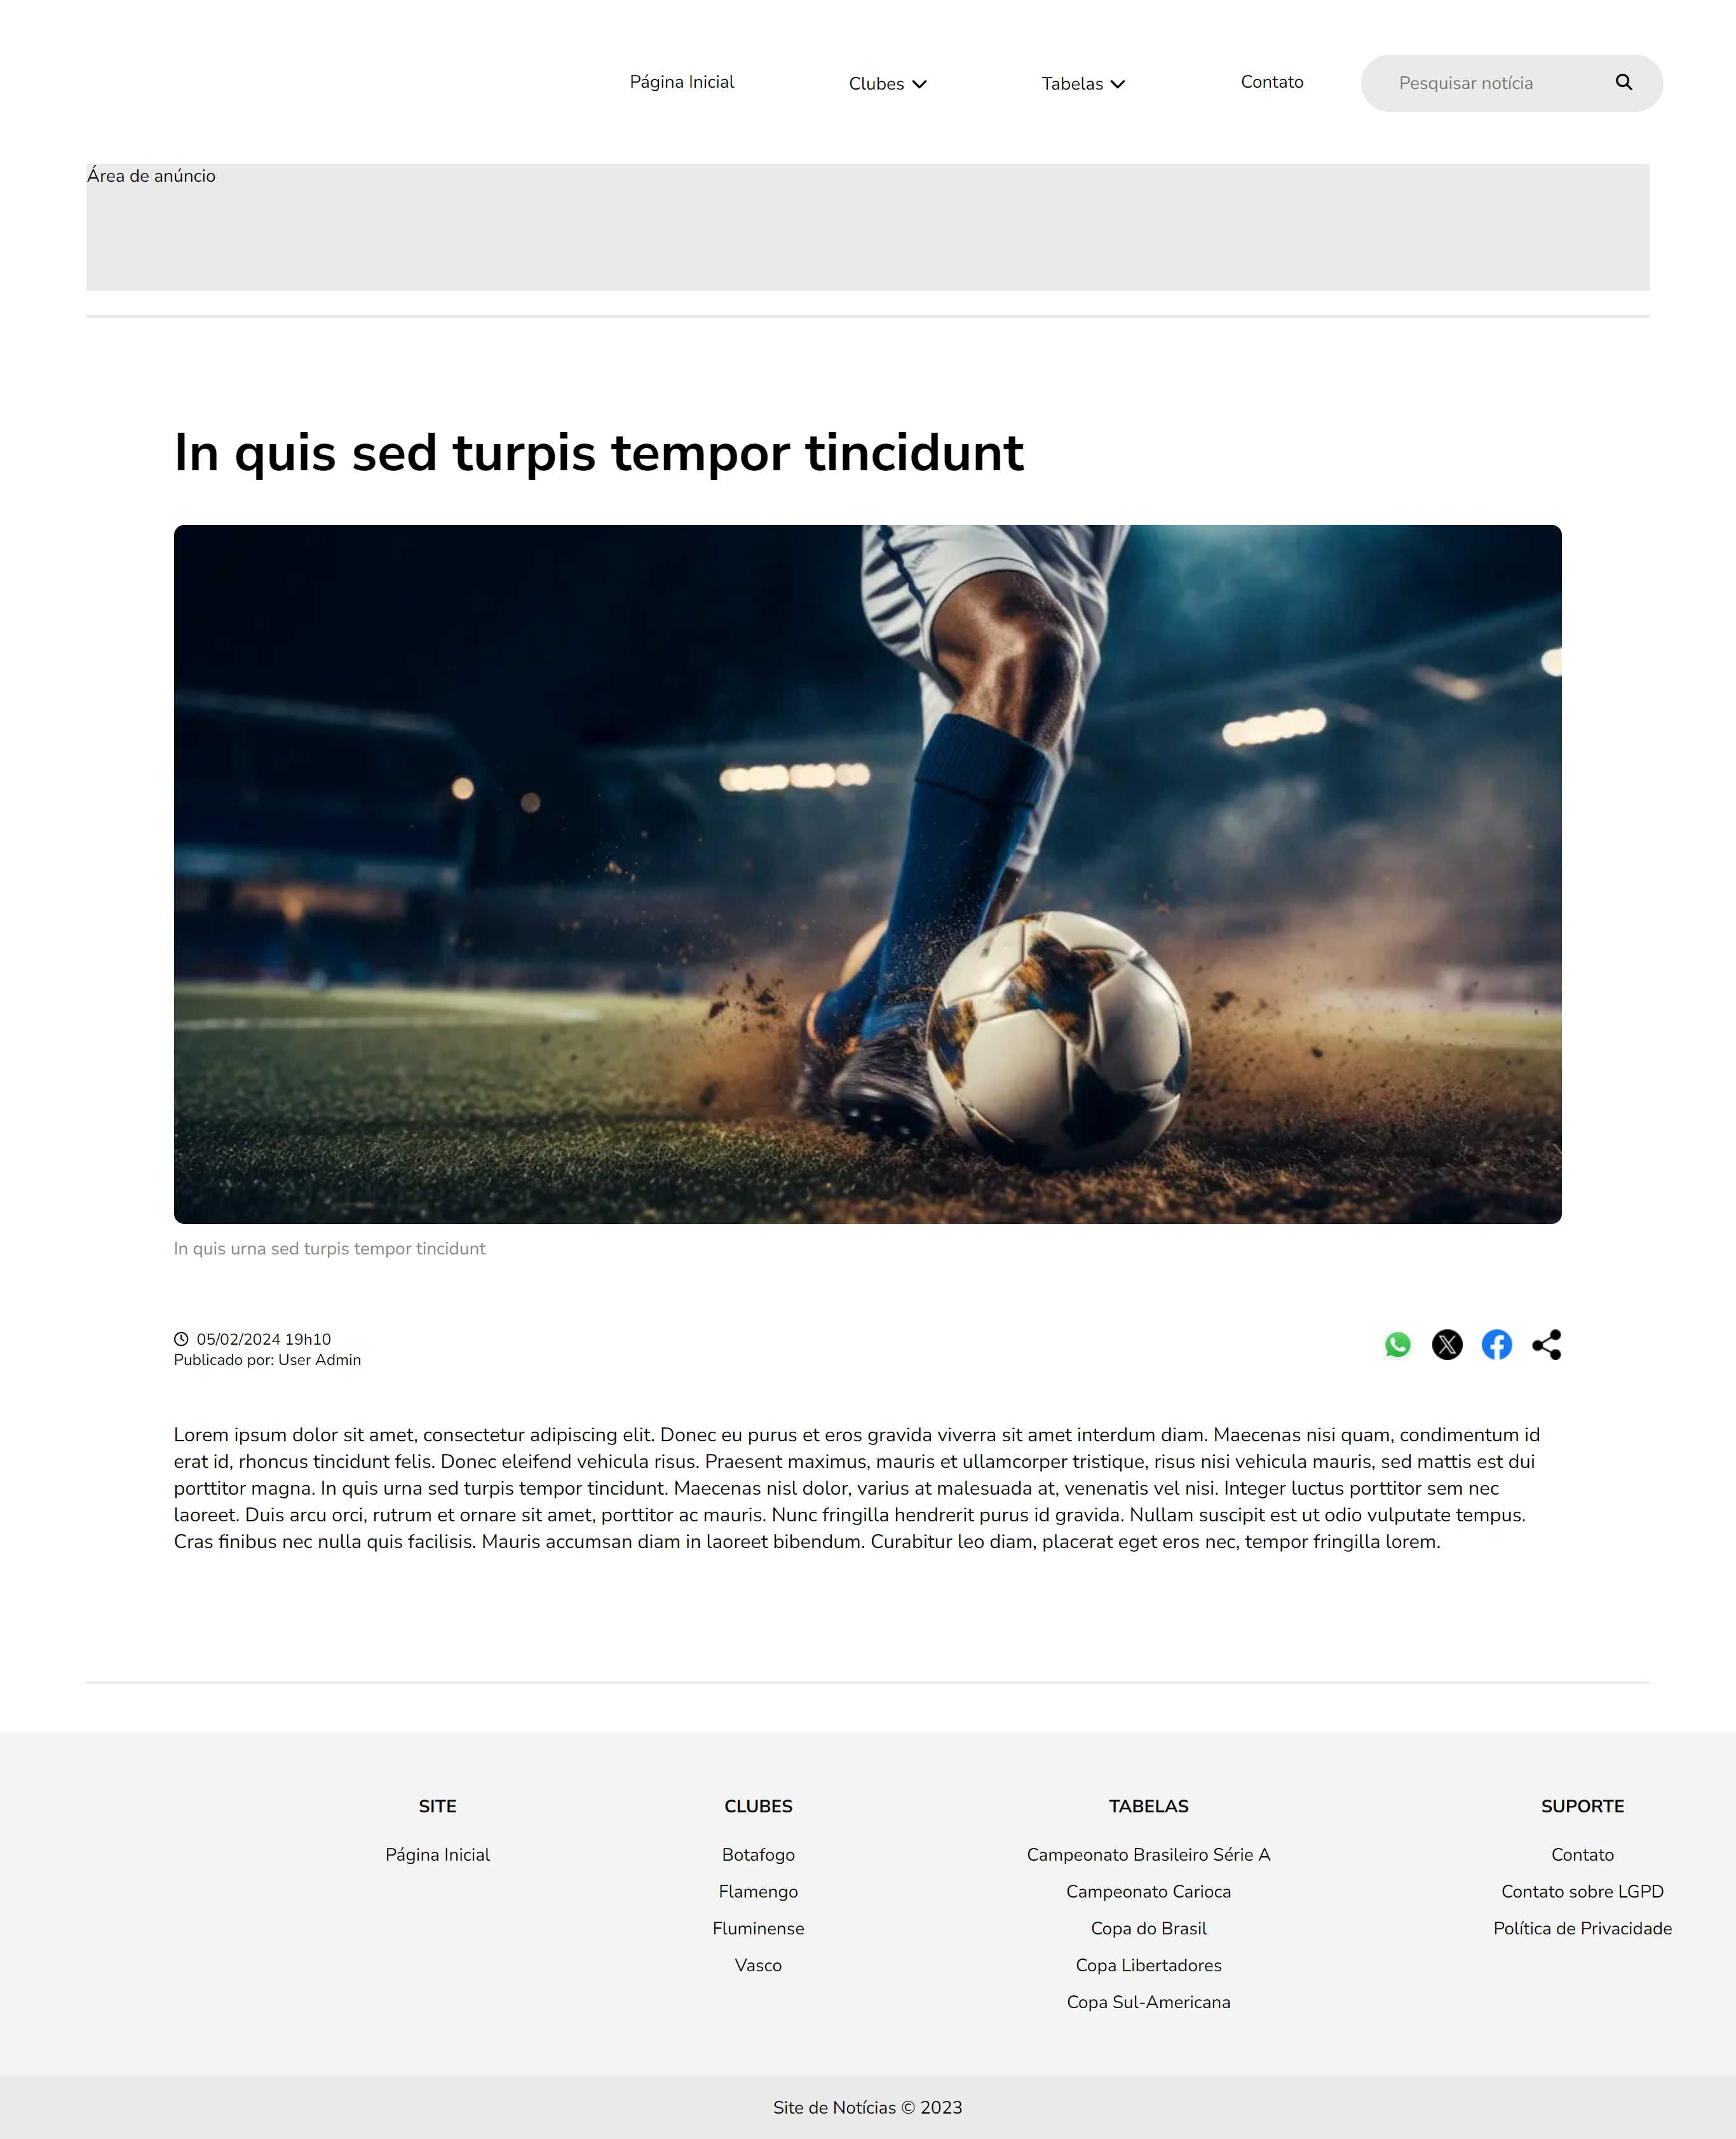 Página Inicial
Clubes
Tabelas
Contato
Pesquisar notícia
Área de anúncio
In quis sed turpis tempor tincidunt
In quis urna sed turpis tempor tincidunt
05/02/2024 19h10
Publicado por: User Admin
Lorem ipsum dolor sit amet, consectetur adipiscing elit. Donec eu purus et eros gravida viverra sit amet interdum diam. Maecenas nisi quam, condimentum id
erat id, rhoncus tincidunt felis. Donec eleifend vehicula risus. Praesent maximus, mauris et ullamcorper tristique, risus nisi vehicula mauris, sed mattis est dui
porttitor magna. In quis urna sed turpis tempor tincidunt. Maecenas nisl dolor, varius at malesuada at, venenatis vel nisi. Integer luctus porttitor sem nec
laoreet. Duis arcu orci, rutrum et ornare sit amet, porttitor ac mauris. Nunc fringilla hendrerit purus id gravida. Nullam suscipit est ut odio vulputate tempus.
Cras finibus nec nulla quis facilisis. Mauris accumsan diam in laoreet bibendum. Curabitur leo diam, placerat eget eros nec, tempor fringilla lorem.
SITE
Página Inicial
CLUBES
Botafogo
Flamengo
Fluminense
Vasco
TABELAS
Campeonato Brasileiro Série A
Campeonato Carioca
Copa do Brasil
Copa Libertadores
Copa Sul-Americana
SUPORTE
Contato
Contato sobre LGPD
Política de Privacidade
Site de Notícias © 2023